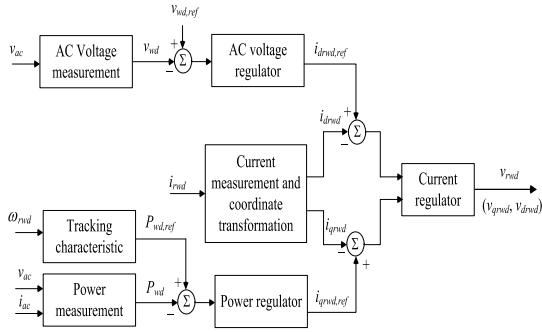 v_wd,ref
v_ac
AC Voltage
measurement
v_wd
+
−
Σ
AC voltage
regulator
i_drwd,ref
i_drwd
+
−
Σ
i_rwd
Current
measurement and
coordinate
transformation
i_qrwd
−
Σ
+
Current
regulator
v_rwd
(v_qrwd, v_drwd)
ω_rwd
Tracking
characteristic
P_wd,ref
v_ac
i_ac
Power
measurement
P_wd
+
−
Σ
Power regulator
i_qrwd,ref